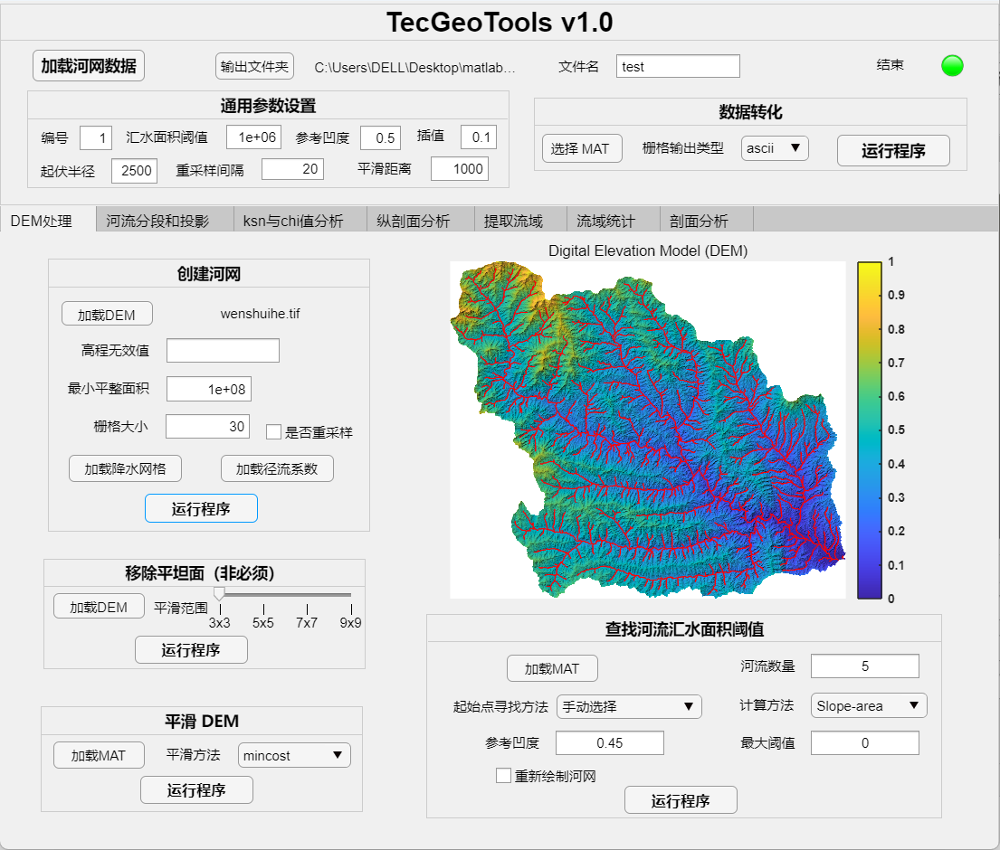 TecGeoTools v1.0
加载河网数据 输出文件夹 C:\Users\DELL\Desktop\matlab... 文件名 test 结束
通用参数设置
编号 1 汇水面积阈值 1e+06 参考凹度 0.5 插值 0.1
起伏半径 2500 重采样间隔 20 平滑距离 1000
数据转化
选择 MAT 栅格输出类型 ascii 运行程序
DEM处理 河流分段和投影 ksn与chi值分析 纵剖面分析 提取流域 流域统计 剖面分析
创建河网
加载DEM wenshuihe.tif
高程无效值
最小平整面积 1e+08
栅格大小 30 是否重采样
加载降水网格 加载径流系数
运行程序
移除平坦面（非必须）
加载DEM 平滑范围
3x3 5x5 7x7 9x9
运行程序
平滑 DEM
加载MAT 平滑方法 mincost
运行程序
Digital Elevation Model (DEM)
1
0.9
0.8
0.7
0.6
0.5
0.4
0.3
0.2
0.1
0
查找河流汇水面积阈值
加载MAT 河流数量 5
起始点寻找方法 手动选择 计算方法 Slope-area
参考凹度 0.45 最大阈值 0
重新绘制河网
运行程序